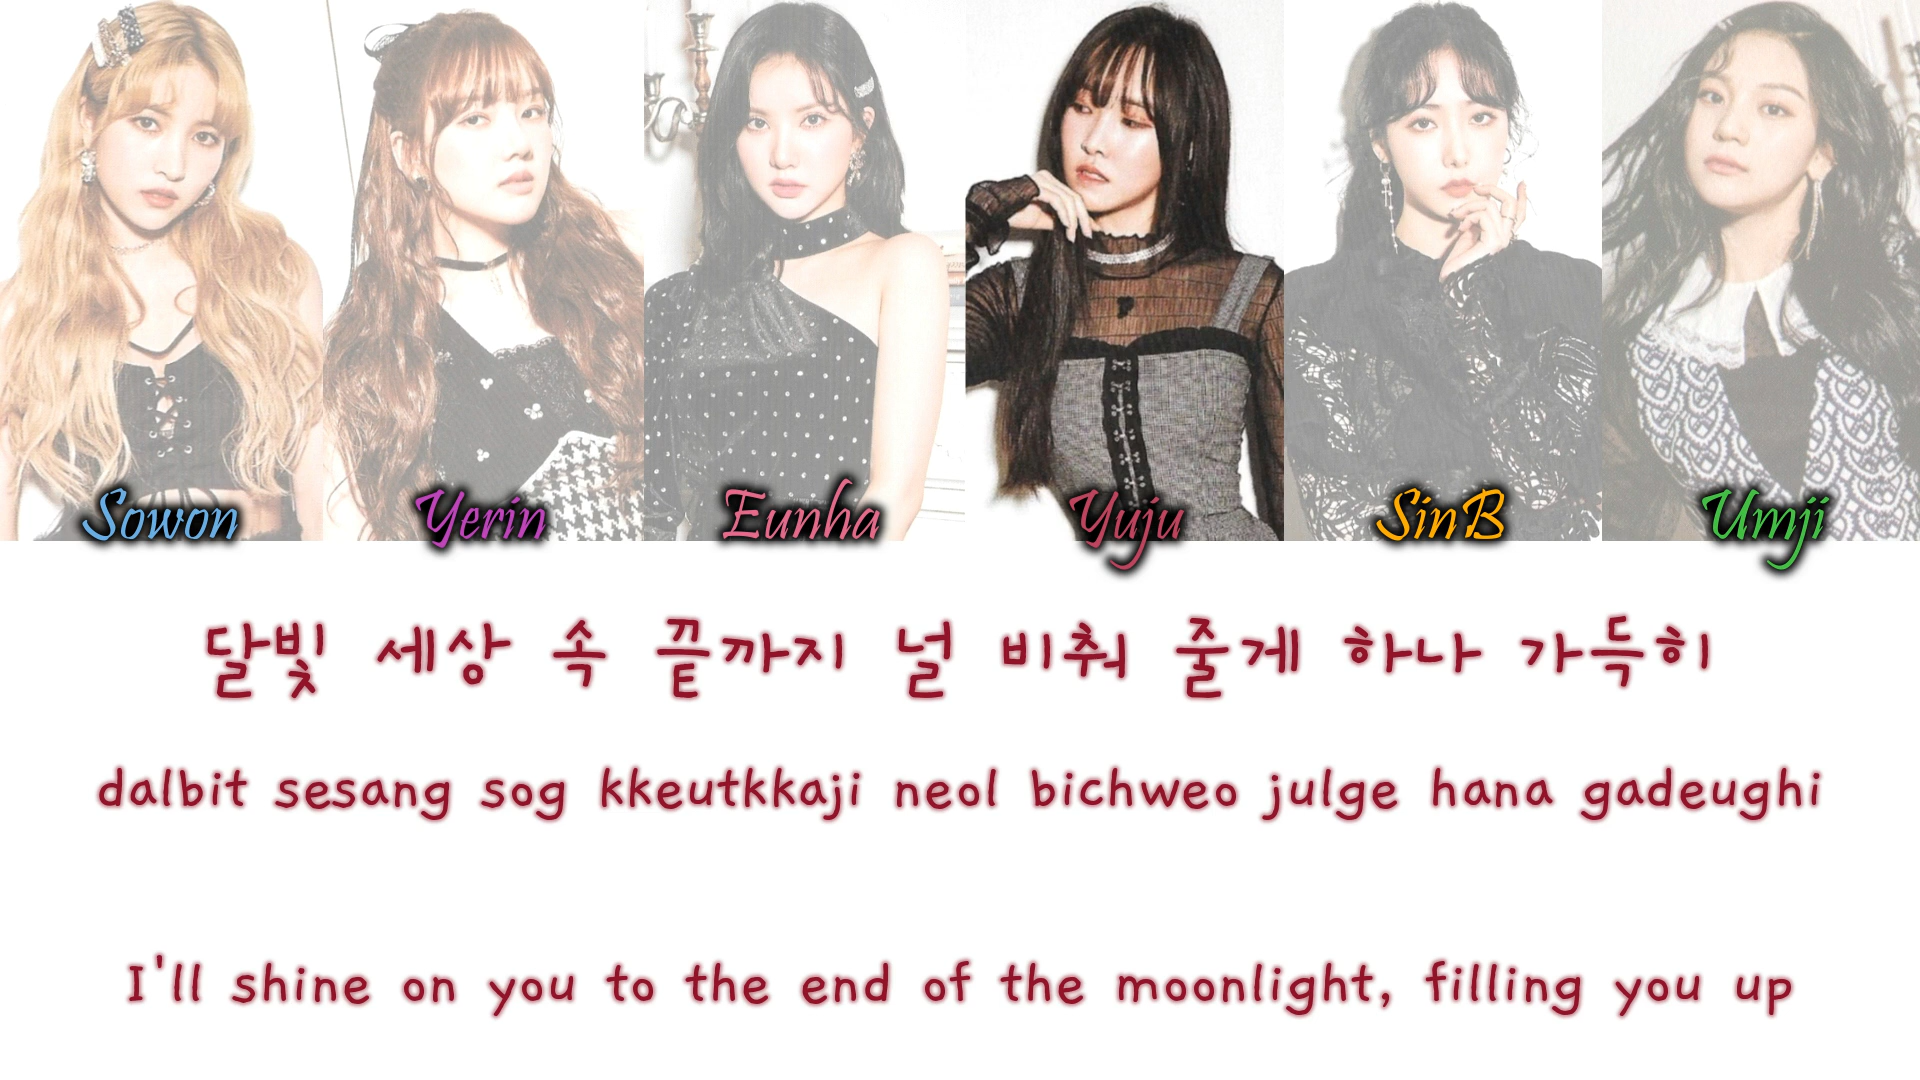 Sowon Yerin Eunha Yuju SinB Umji
달빛 세상 속 끝까지 널 비춰 줄게 하나 가득히
dalbit sesang sog kkeutkkaji neol bichweo julge hana gadeughi
I'll shine on you to the end of the moonlight, filling you up